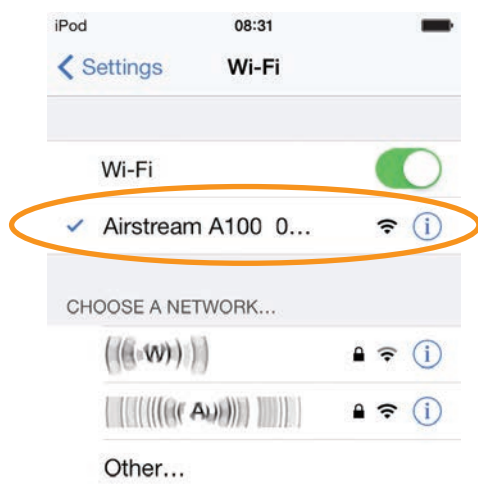 iPod 08:31
Settings Wi-Fi
Wi-Fi
Airstream A100 0...
CHOOSE A NETWORK...
Other...